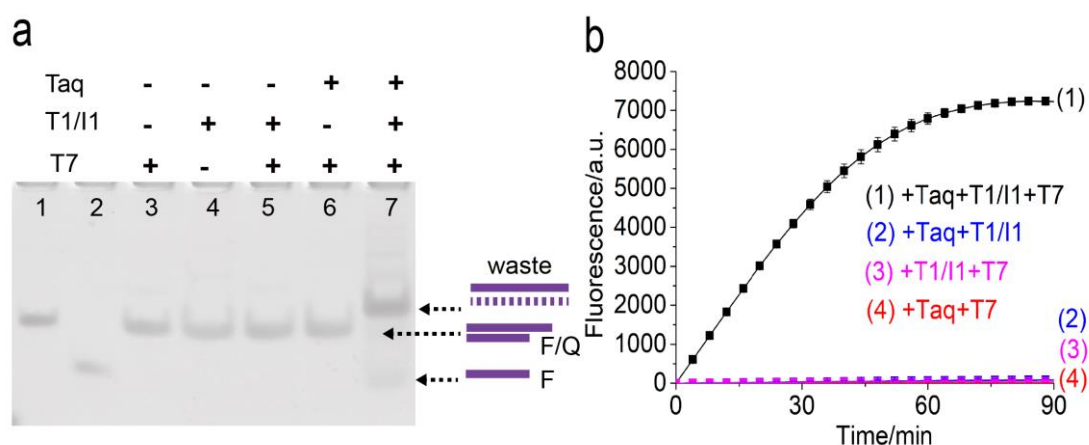 a
Taq - - - + +
T1/I1 - + + - +
T7 + - + + +
1 2 3 4 5 6 7
waste
F/Q
F
b
Fluorescence/a.u.
8000
7000
6000
5000
4000
3000
2000
1000
0
0 30 60 90
Time/min
(1)
(1) +Taq+T1/I1+T7
(2) +Taq+T1/I1
(3) +T1/I1+T7
(4) +Taq+T7
(2)
(3)
(4)